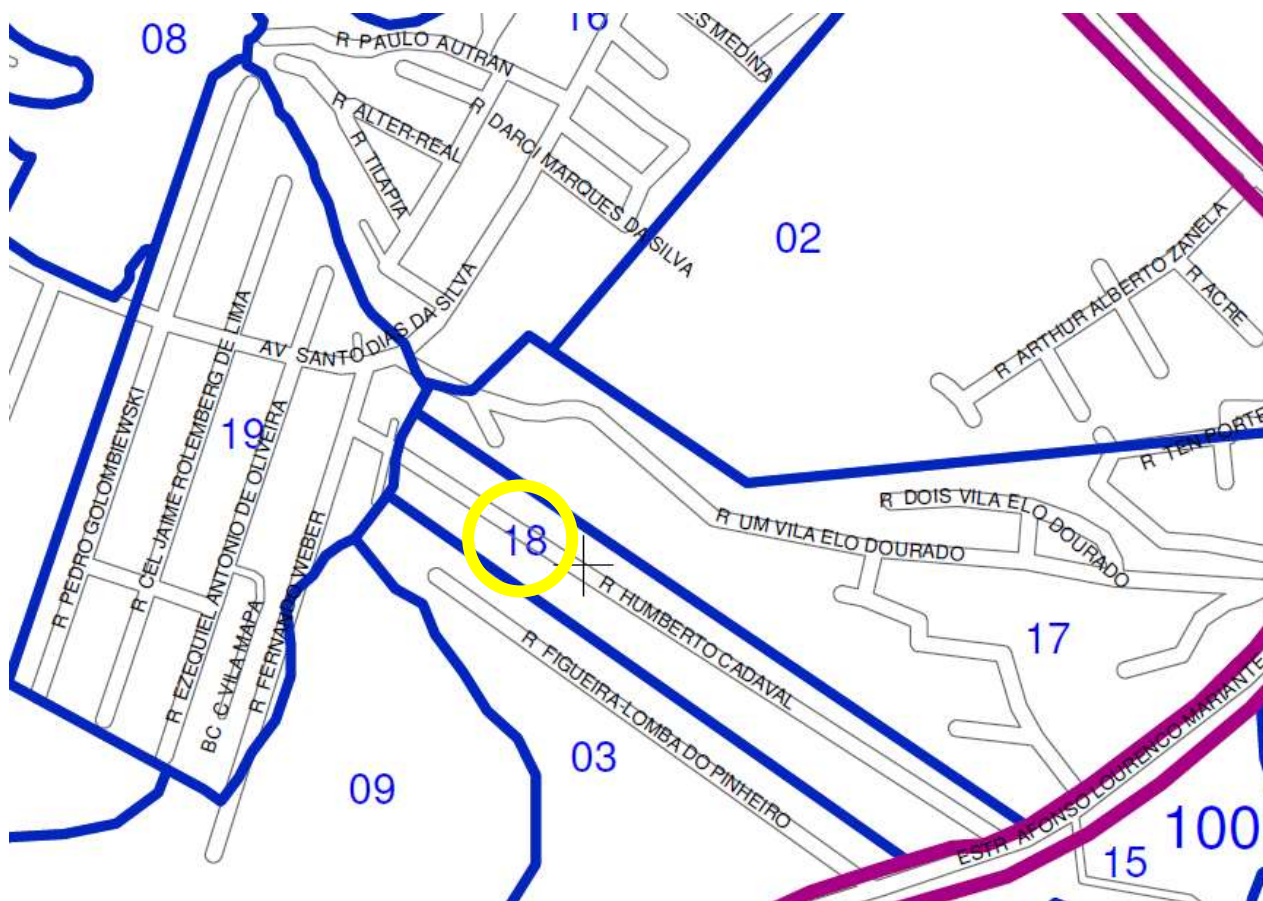 08
16
R PAULO AUTRAN
ES MEDINA
R ALTER-REAL
R TILAPIA
R DARCI MARQUES DA SILVA
02
R ARTHUR ALBERTO ZANELA
R ACRE
AV SANTO DIAS DA SILVA
19
R PEDRO GOLOMBIEWSKI
R CEL JAIME ROLEMBERG DE LIMA
R EZEQUIEL ANTONIO DE OLIVEIRA
BC C VILA MAPA
R FERNANDO WEBER
R TEN PORTE
R DOIS VILA ELO DOURADO
R UM VILA ELO DOURADO
18
R HUMBERTO CADAVAL
17
R FIGUEIRA-LOMBA DO PINHEIRO
03
09
ESTR AFONSO LOURENCO MARIANTE
100
15